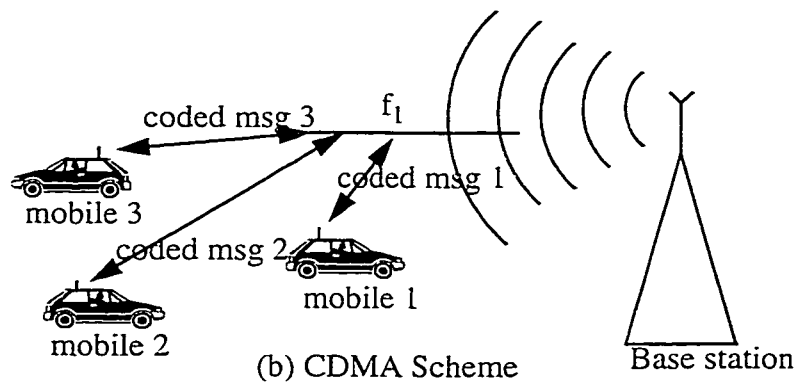 f1
coded msg 3
coded msg 1
mobile 3
coded msg 2
mobile 1
mobile 2
Base station
(b) CDMA Scheme